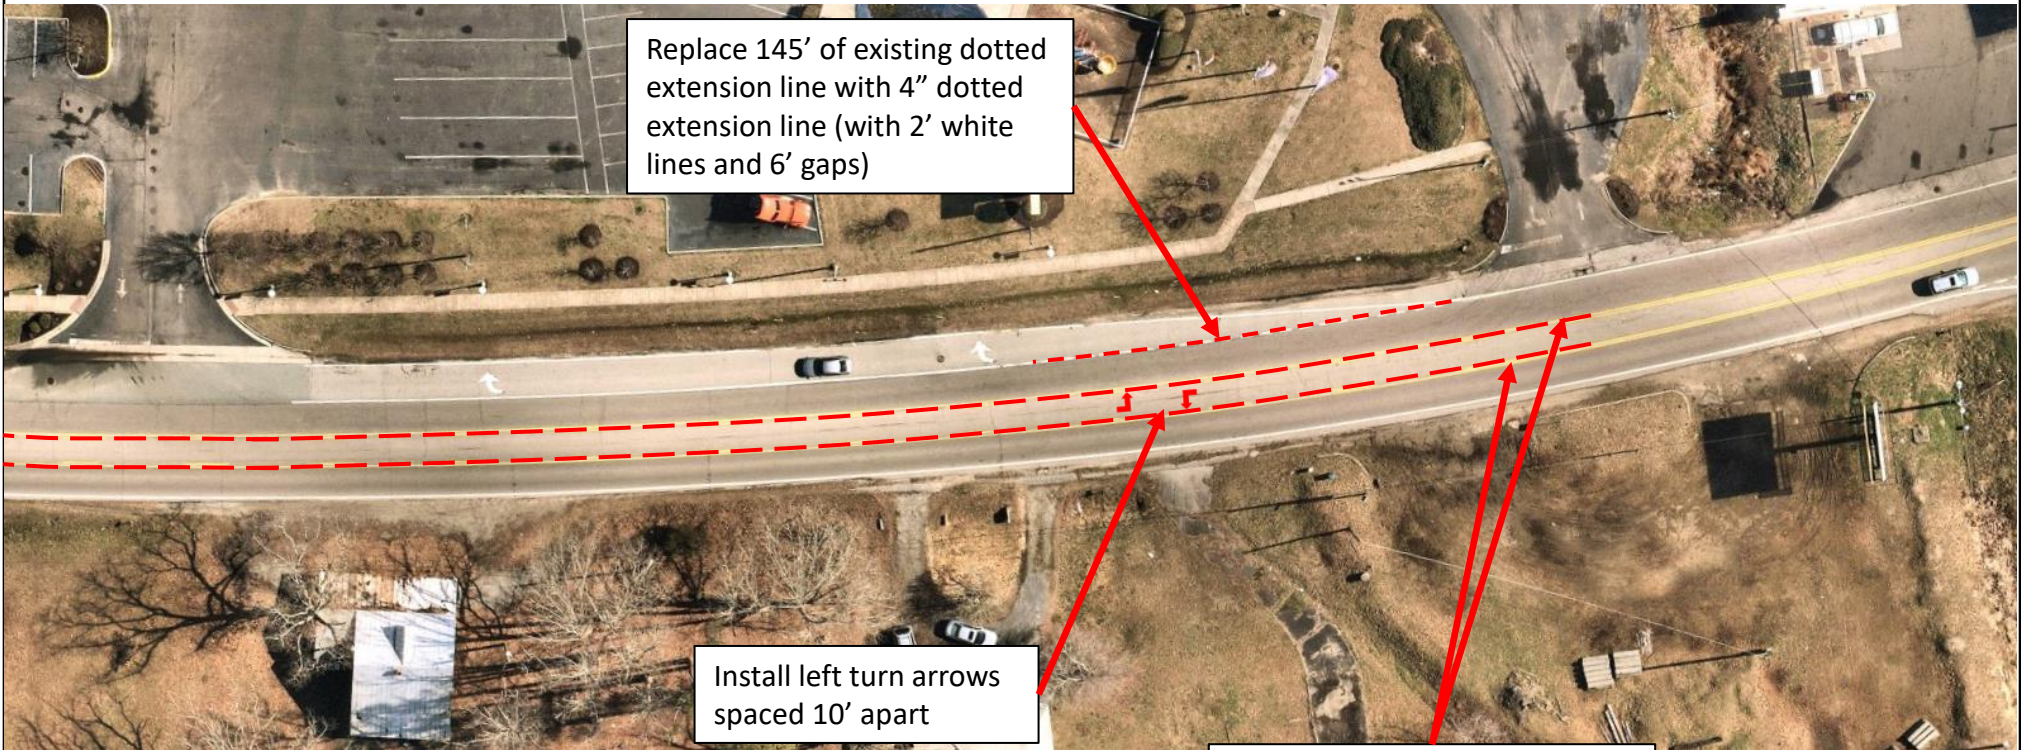 Replace 145’ of existing dotted
extension line with 4” dotted
extension line (with 2’ white
lines and 6’ gaps)
Install left turn arrows
spaced 10’ apart